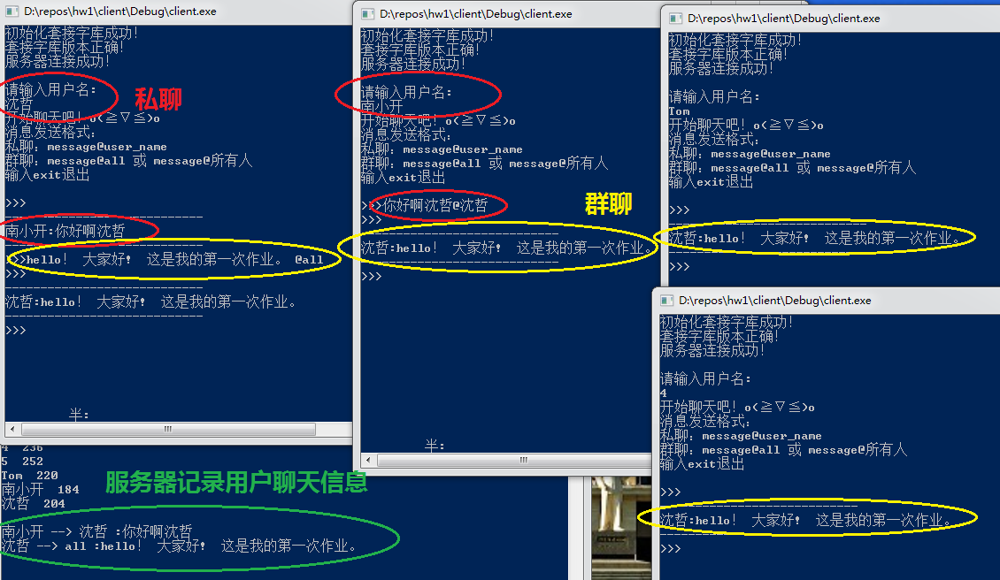 D:\repos\hw1\client\Debug\client.exe
初始化套接字库成功！
套接字库版本正确！
服务器连接成功！
请输入用户名：
沈哲
开始聊天吧！o(≧▽≦)o
消息发送格式：
私聊：message@user_name
群聊：message@all 或 message@所有人
输入exit退出
>>>
------------------------------
南小开:你好啊沈哲
------------------------------
>>>hello！ 大家好！ 这是我的第一次作业。 @all
>>>
------------------------------
沈哲:hello！ 大家好！ 这是我的第一次作业。
------------------------------
>>>
半：
私聊
D:\repos\hw1\client\Debug\client.exe
初始化套接字库成功！
套接字库版本正确！
服务器连接成功！
请输入用户名：
南小开
开始聊天吧！o(≧▽≦)o
消息发送格式：
私聊：message@user_name
群聊：message@all 或 message@所有人
输入exit退出
>>>你好啊沈哲@沈哲
>>>
------------------------------
沈哲:hello！ 大家好！ 这是我的第一次作业。
------------------------------
>>>
半：
群聊
D:\repos\hw1\client\Debug\client.exe
初始化套接字库成功！
套接字库版本正确！
服务器连接成功！
请输入用户名：
Tom
开始聊天吧！o(≧▽≦)o
消息发送格式：
私聊：message@user_name
群聊：message@all 或 message@所有人
输入exit退出
>>>
------------------------------
沈哲:hello！ 大家好！ 这是我的第一次作业。
------------------------------
>>>
D:\repos\hw1\client\Debug\client.exe
初始化套接字库成功！
套接字库版本正确！
服务器连接成功！
请输入用户名：
4
开始聊天吧！o(≧▽≦)o
消息发送格式：
私聊：message@user_name
群聊：message@all 或 message@所有人
输入exit退出
>>>
------------------------------
沈哲:hello！ 大家好！ 这是我的第一次作业。
------------------------------
>>>
4 236
5 252
Tom 220
南小开 184
沈哲 204
服务器记录用户聊天信息
南小开 --> 沈哲 :你好啊沈哲
沈哲 --> all :hello！ 大家好！ 这是我的第一次作业。